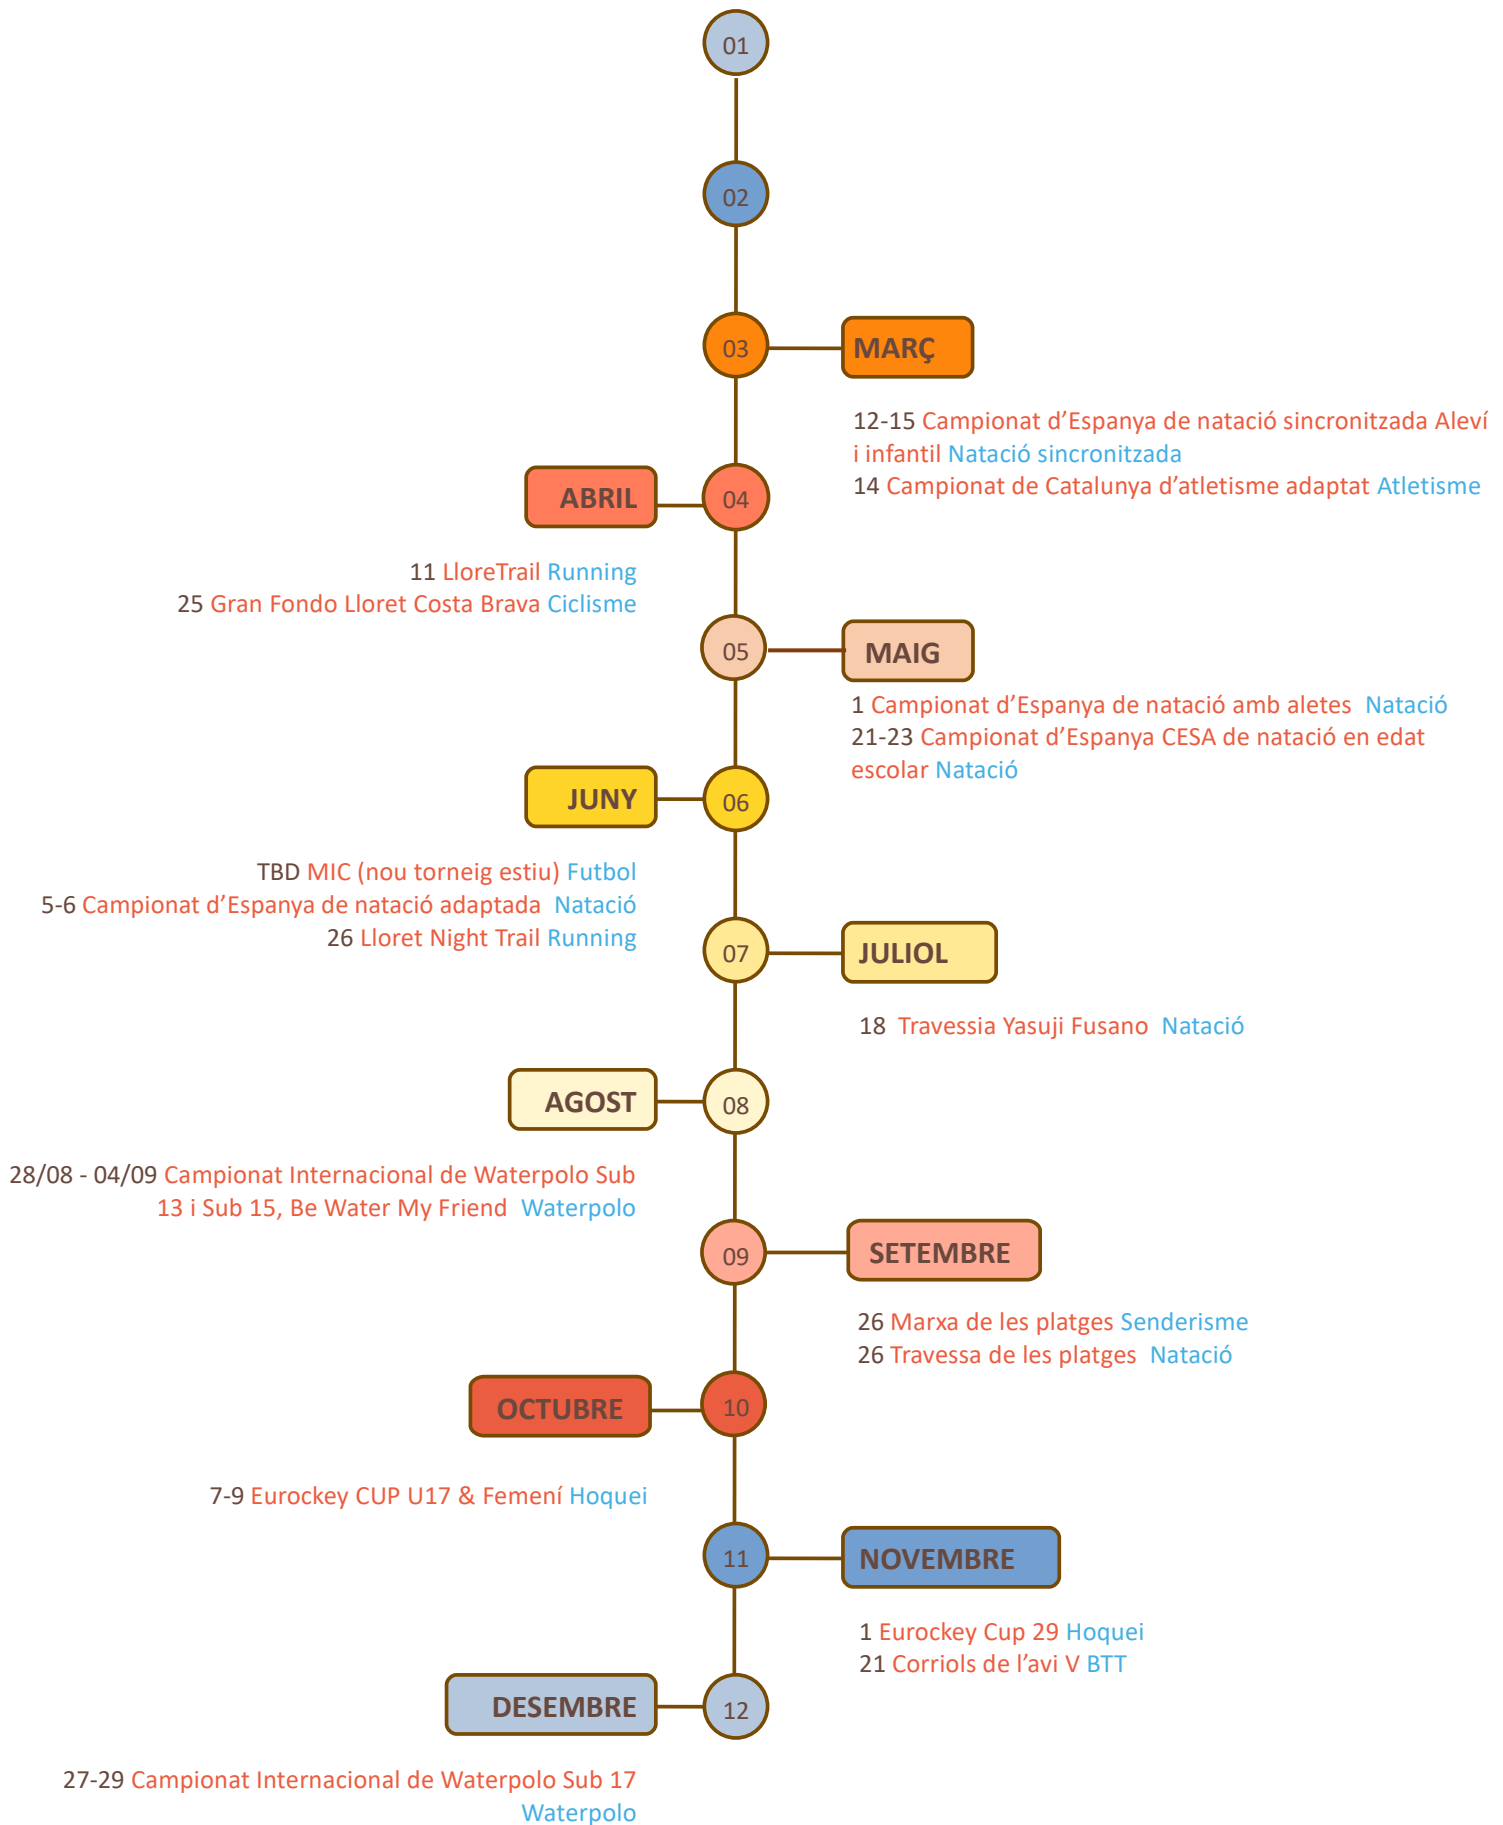 01
02
03
MARÇ
12-15 Campionat d’Espanya de natació sincronitzada Aleví
i infantil Natació sincronitzada
14 Campionat de Catalunya d’atletisme adaptat Atletisme
ABRIL
04
11 LloreTrail Running
25 Gran Fondo Lloret Costa Brava Ciclisme
05
MAIG
1 Campionat d’Espanya de natació amb aletes Natació
21-23 Campionat d’Espanya CESA de natació en edat
escolar Natació
JUNY
06
TBD MIC (nou torneig estiu) Futbol
5-6 Campionat d’Espanya de natació adaptada Natació
26 Lloret Night Trail Running
07
JULIOL
18 Travessia Yasuji Fusano Natació
AGOST
08
28/08 - 04/09 Campionat Internacional de Waterpolo Sub
13 i Sub 15, Be Water My Friend Waterpolo
09
SETEMBRE
26 Marxa de les platges Senderisme
26 Travessa de les platges Natació
OCTUBRE
10
7-9 Eurockey CUP U17 & Femení Hoquei
11
NOVEMBRE
1 Eurockey Cup 29 Hoquei
21 Corriols de l’avi V BTT
DESEMBRE
12
27-29 Campionat Internacional de Waterpolo Sub 17
Waterpolo